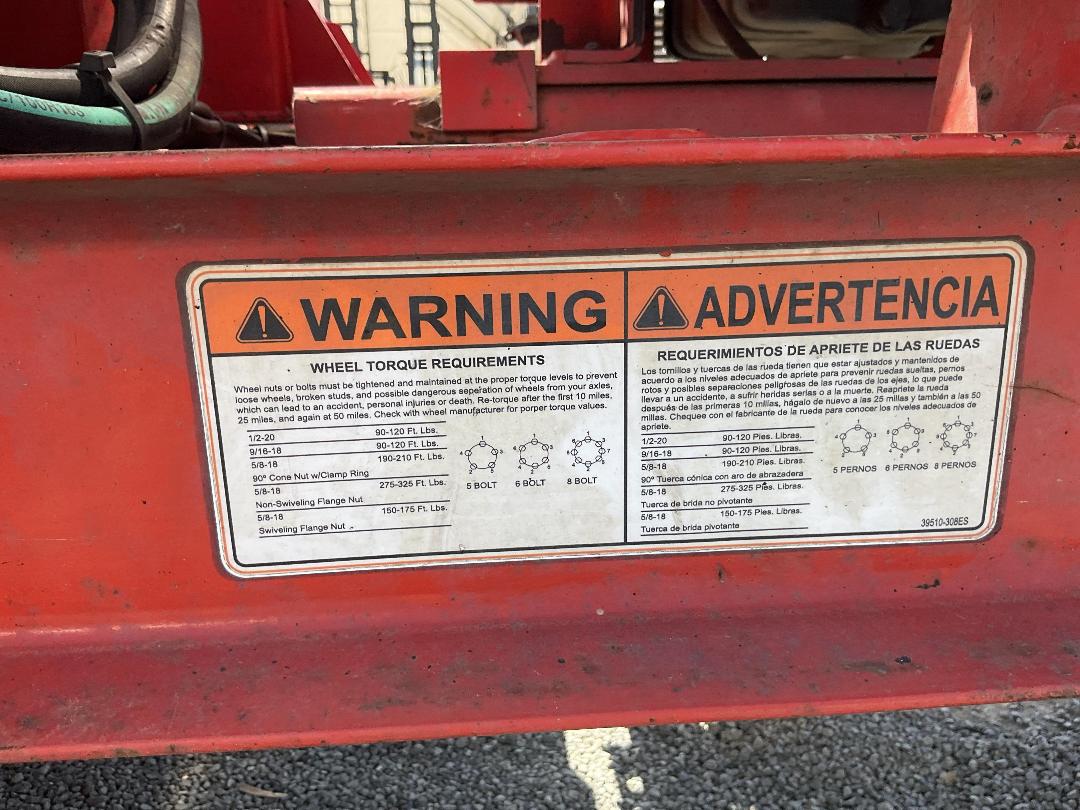 WARNING
WHEEL TORQUE REQUIREMENTS
Wheel nuts or bolts must be tightened and maintained at the proper torque levels to prevent
loose wheels, broken studs, and possible dangerous seperation of wheels from your axles,
which can lead to an accident, personal injuries or death. Re-torque after the first 10 miles,
25 miles, and again at 50 miles. Check with wheel manufacturer for porper torque values.
1/2-20 90-120 Ft. Lbs.
9/16-18 90-120 Ft. Lbs.
5/8-18 190-210 Ft. Lbs.
90º Cone Nut w/Clamp Ring
5/8-18 275-325 Ft. Lbs.
Non-Swiveling Flange Nut
5/8-18 150-175 Ft. Lbs.
Swiveling Flange Nut
5 BOLT 6 BOLT 8 BOLT
ADVERTENCIA
REQUERIMIENTOS DE APRIETE DE LAS RUEDAS
Los tornillos y tuercas de las rueda tienen que estar ajustados y mantenidos de
acuerdo a los niveles adecuados de apriete para prevenir ruedas sueltas, pernos
rotos y posibles separaciones peligrosas de las ruedas de los ejes, lo que puede
llevar a un accidente, a sufrir heridas serias o a la muerte. Reapriete la rueda
después de las primeras 10 millas, hágalo de nuevo a las 25 millas y también a las 50
millas. Chequee con el fabricante de la rueda para conocer los niveles adecuados de
apriete.
1/2-20 90-120 Pies. Libras.
9/16-18 90-120 Pies. Libras.
5/8-18 190-210 Pies. Libras.
90º Tuerca cónica con aro de abrazadera
5/8-18 275-325 Pies. Libras.
Tuerca de brida no pivotante
5/8-18 150-175 Pies. Libras.
Tuerca de brida pivotante
5 PERNOS 6 PERNOS 8 PERNOS
39510-308ES